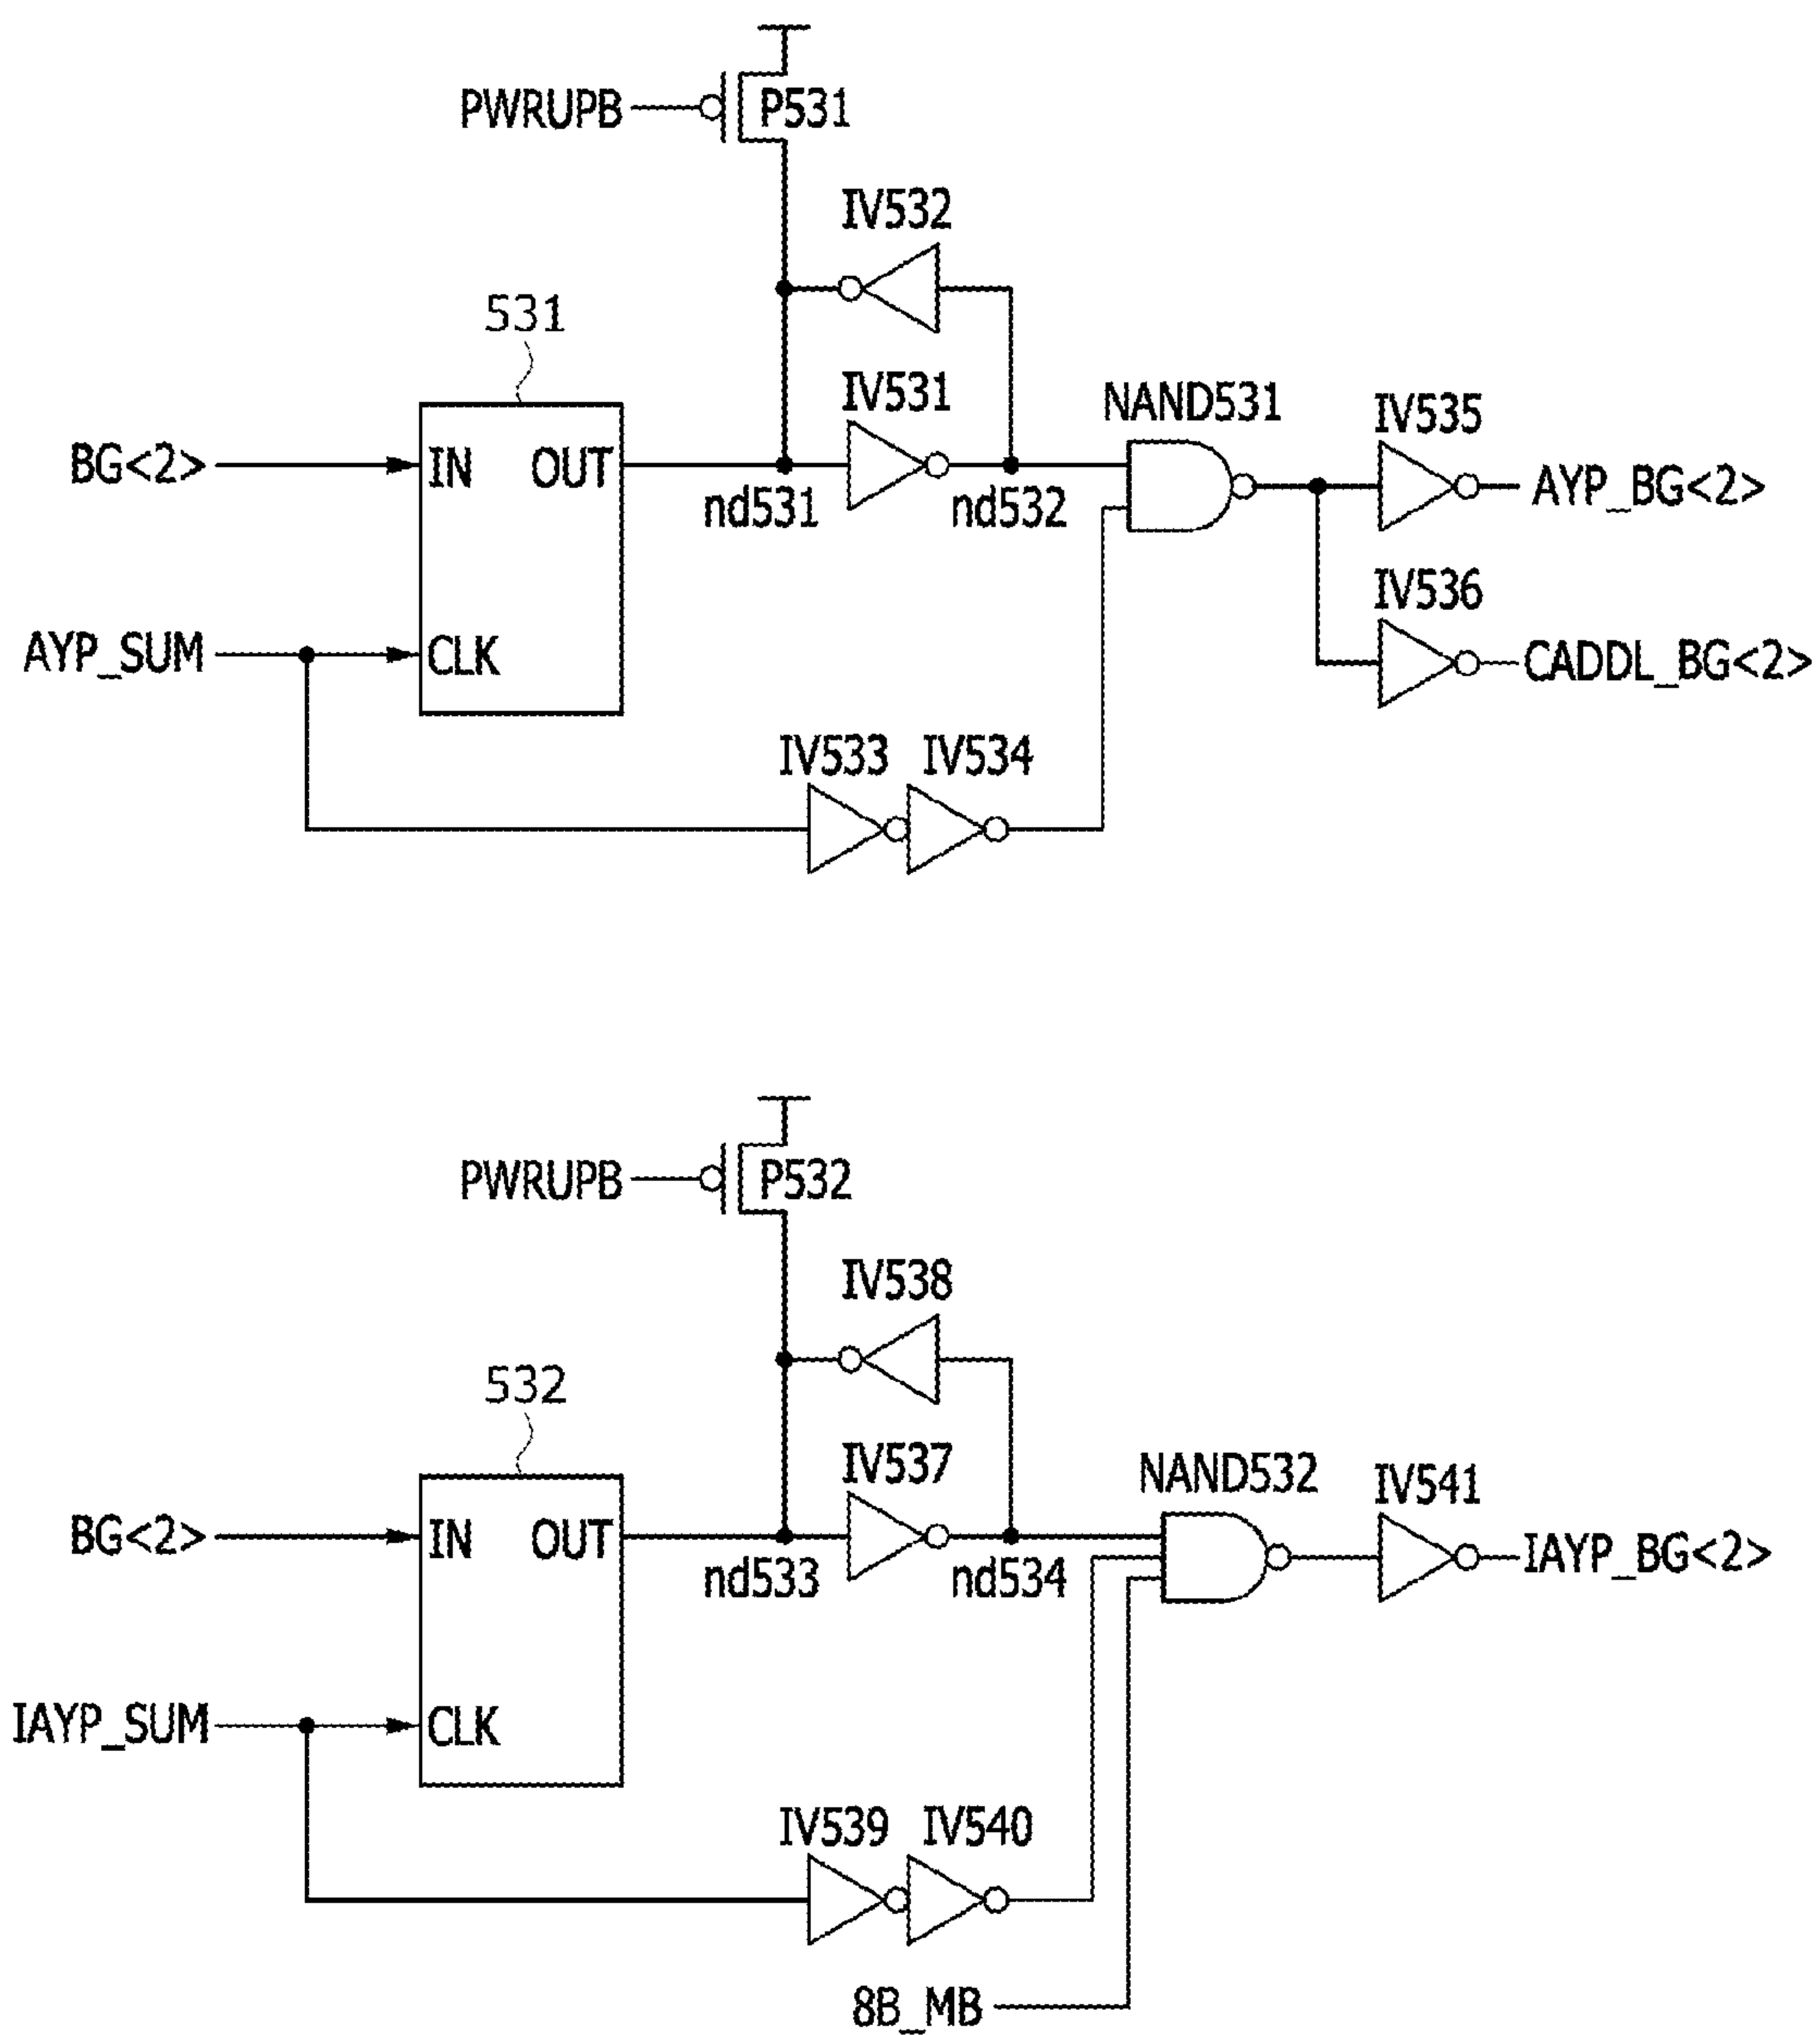 PWRUPB
P531
IV532
531
IV531
NAND531
IV535
BG<2>
IN
OUT
AYP_BG<2>
nd531
nd532
IV536
AYP_SUM
CLK
CADDL_BG<2>
IV533
IV534
PWRUPB
P532
IV538
532
IV537
NAND532
IV541
BG<2>
IN
OUT
IAYP_BG<2>
nd533
nd534
IAYP_SUM
CLK
IV539
IV540
8B_MB